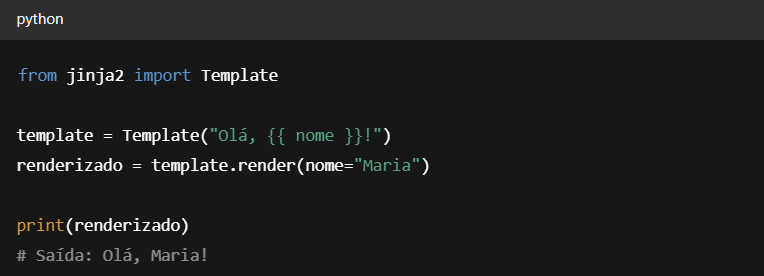 python
from jinja2 import Template
template = Template("Olá, {{ nome }}!")
renderizado = template.render(nome="Maria")
print(renderizado)
# Saída: Olá, Maria!